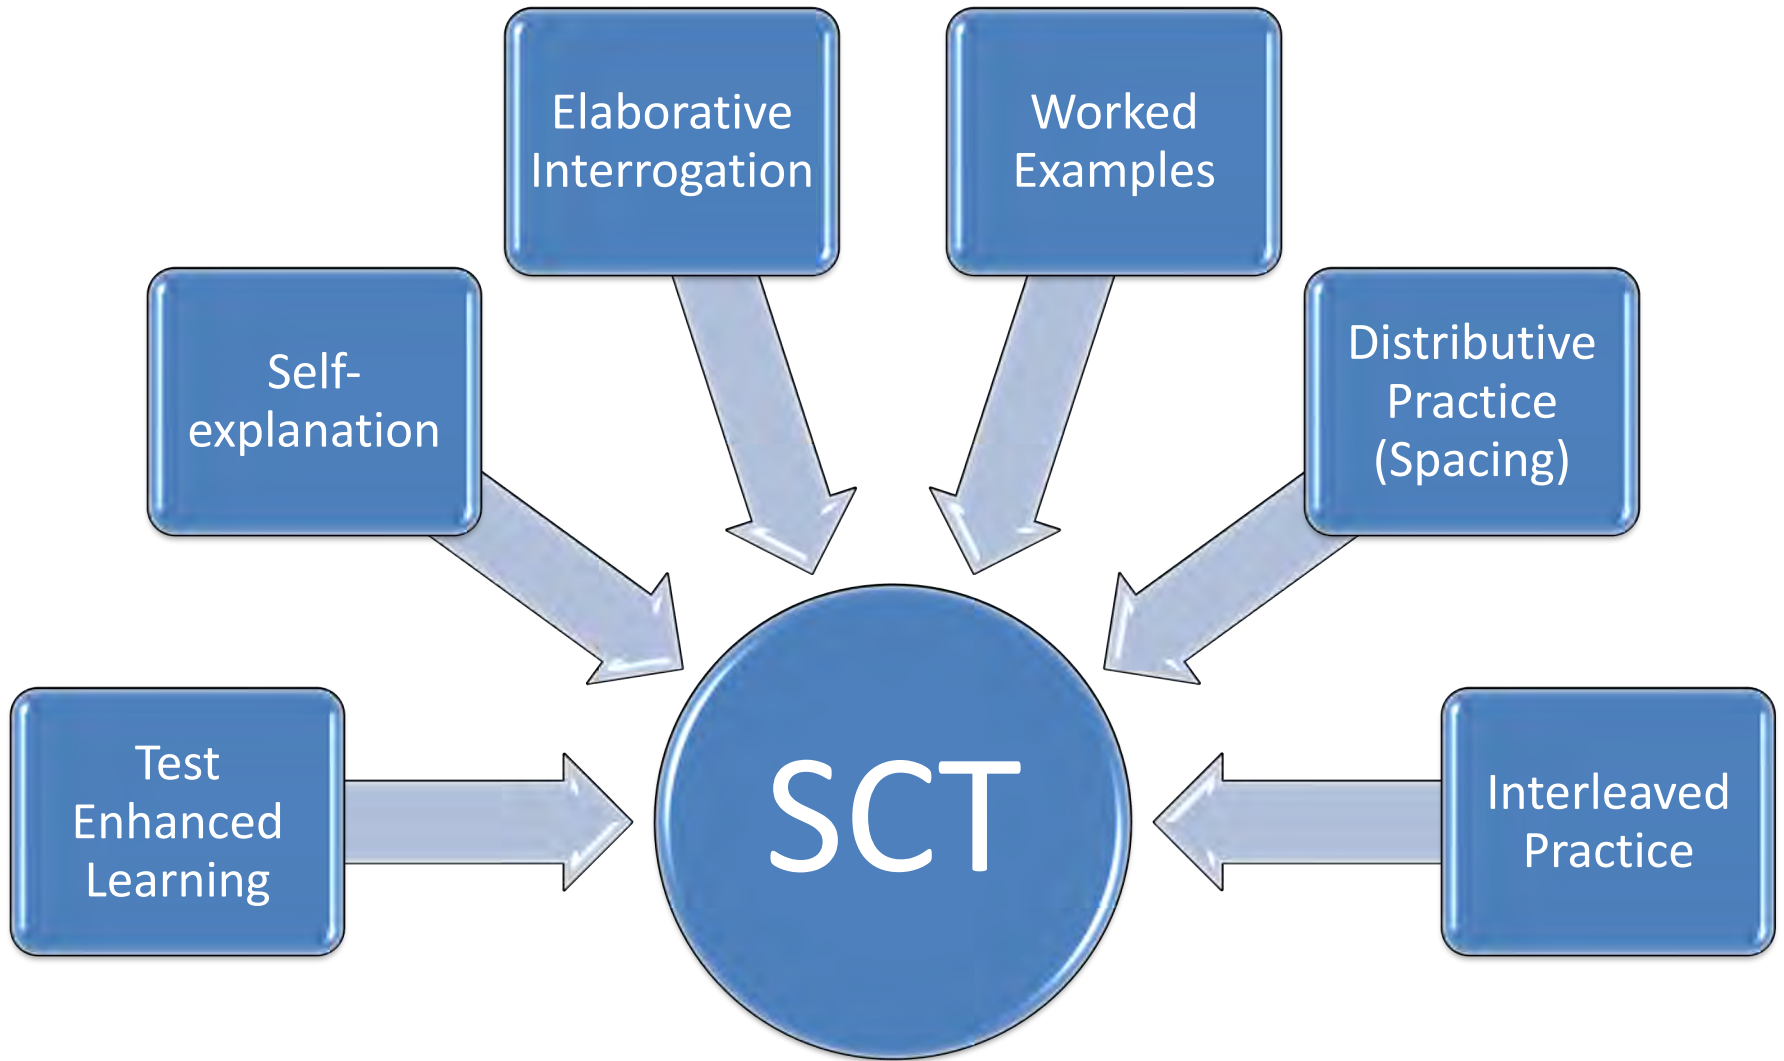 Elaborative
Interrogation
Worked
Examples
Self-
explanation
Distributive
Practice
(Spacing)
Test
Enhanced
Learning
SCT
Interleaved
Practice